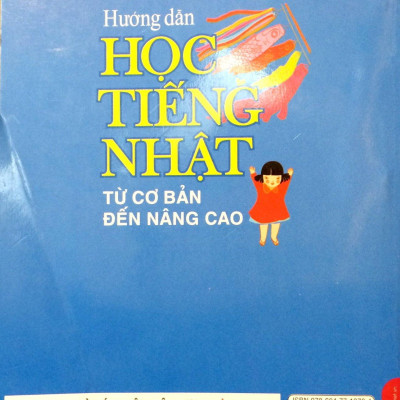 Hướng dẫn
HỌC
TIẾNG
NHẬT
TỪ CƠ BẢN
ĐẾN NÂNG CAO